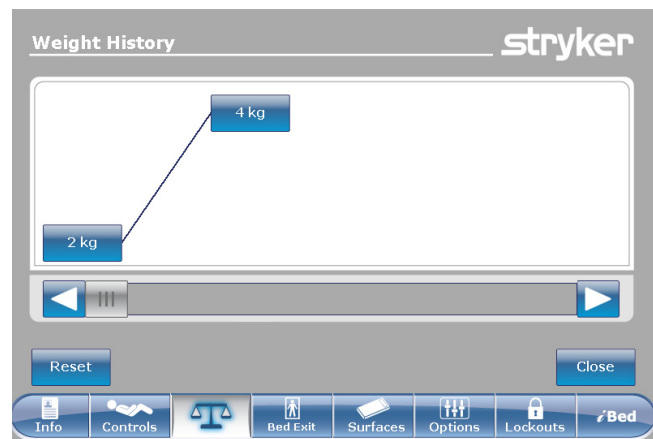 Weight History
stryker
4 kg
2 kg
Reset
Close
Info
Controls
Bed Exit
Surfaces
Options
Lockouts
iBed